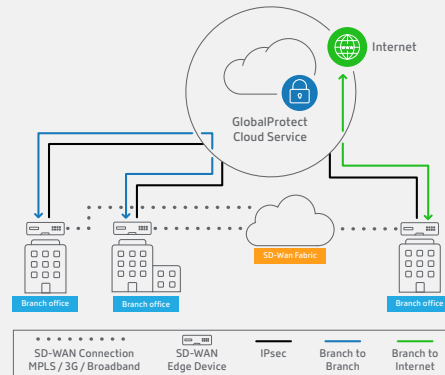 Internet
GlobalProtect
Cloud Service
SD-Wan Fabric
Branch office
Branch office
Branch office
SD-WAN Connection
MPLS / 3G / Broadband
SD-WAN
Edge Device
IPsec
Branch to
Branch
Branch to
Internet